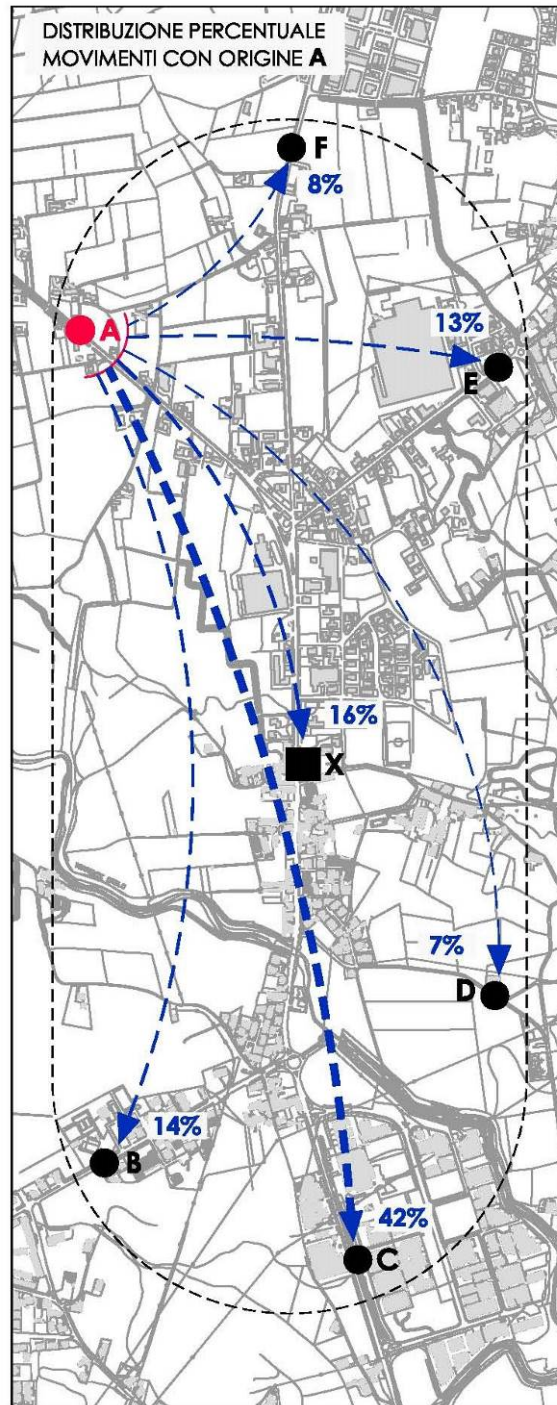 DISTRIBUZIONE PERCENTUALE
MOVIMENTI CON ORIGINE A
F
8%
A
13%
E
16%
X
7%
D
14%
B
42%
C